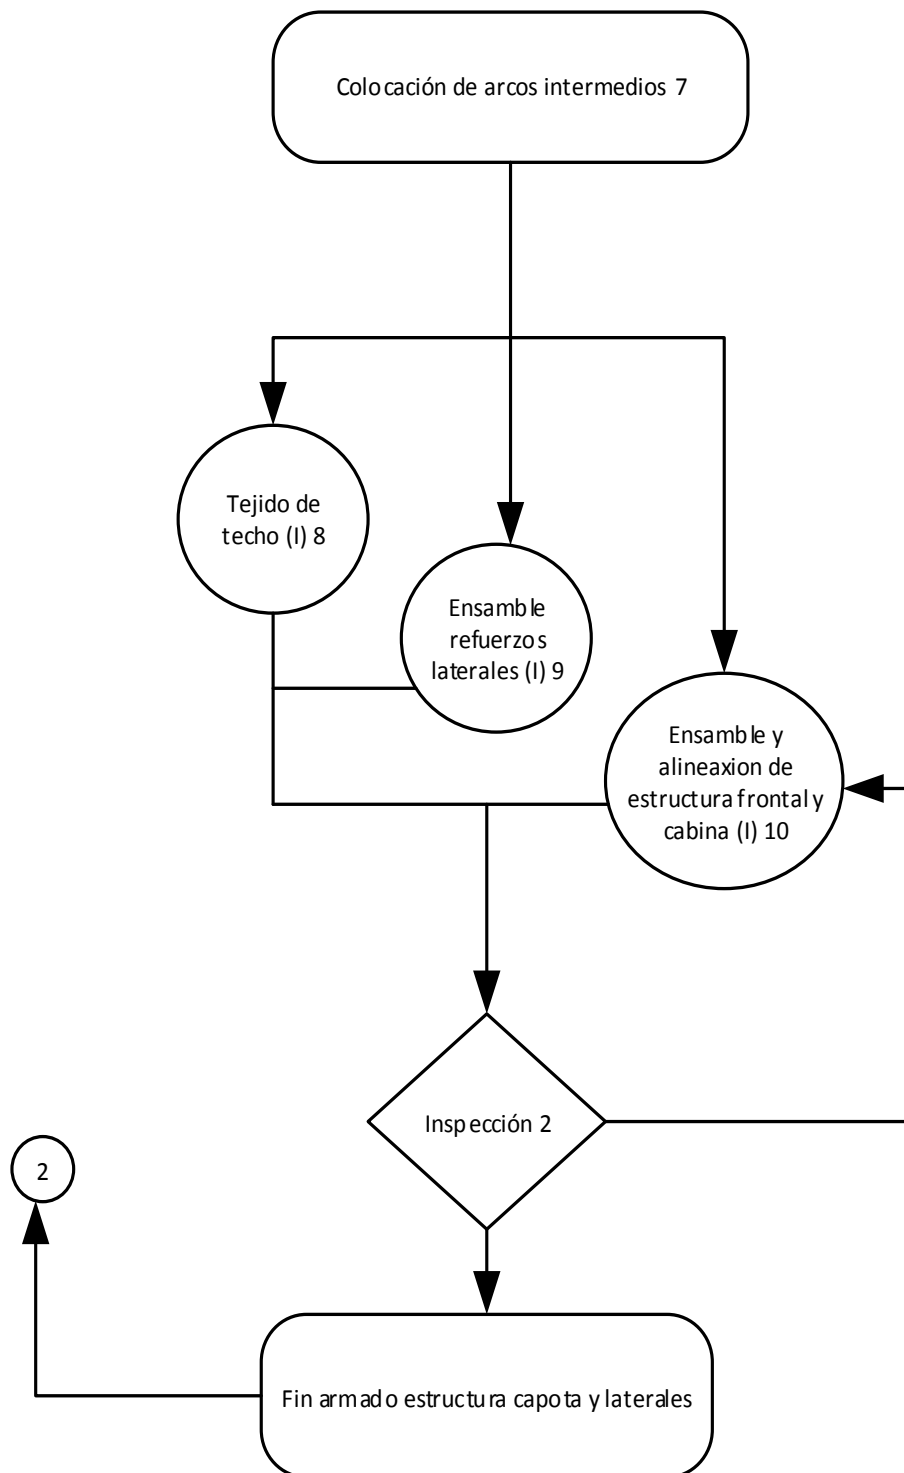 Colocación de arcos intermedios 7
Tejido de
techo (I) 8
Ensamble
refuerzos
laterales (I) 9
Ensamble y
alineaxion de
estructura frontal y
cabina (I) 10
Inspección 2
2
Fin armado estructura capota y laterales